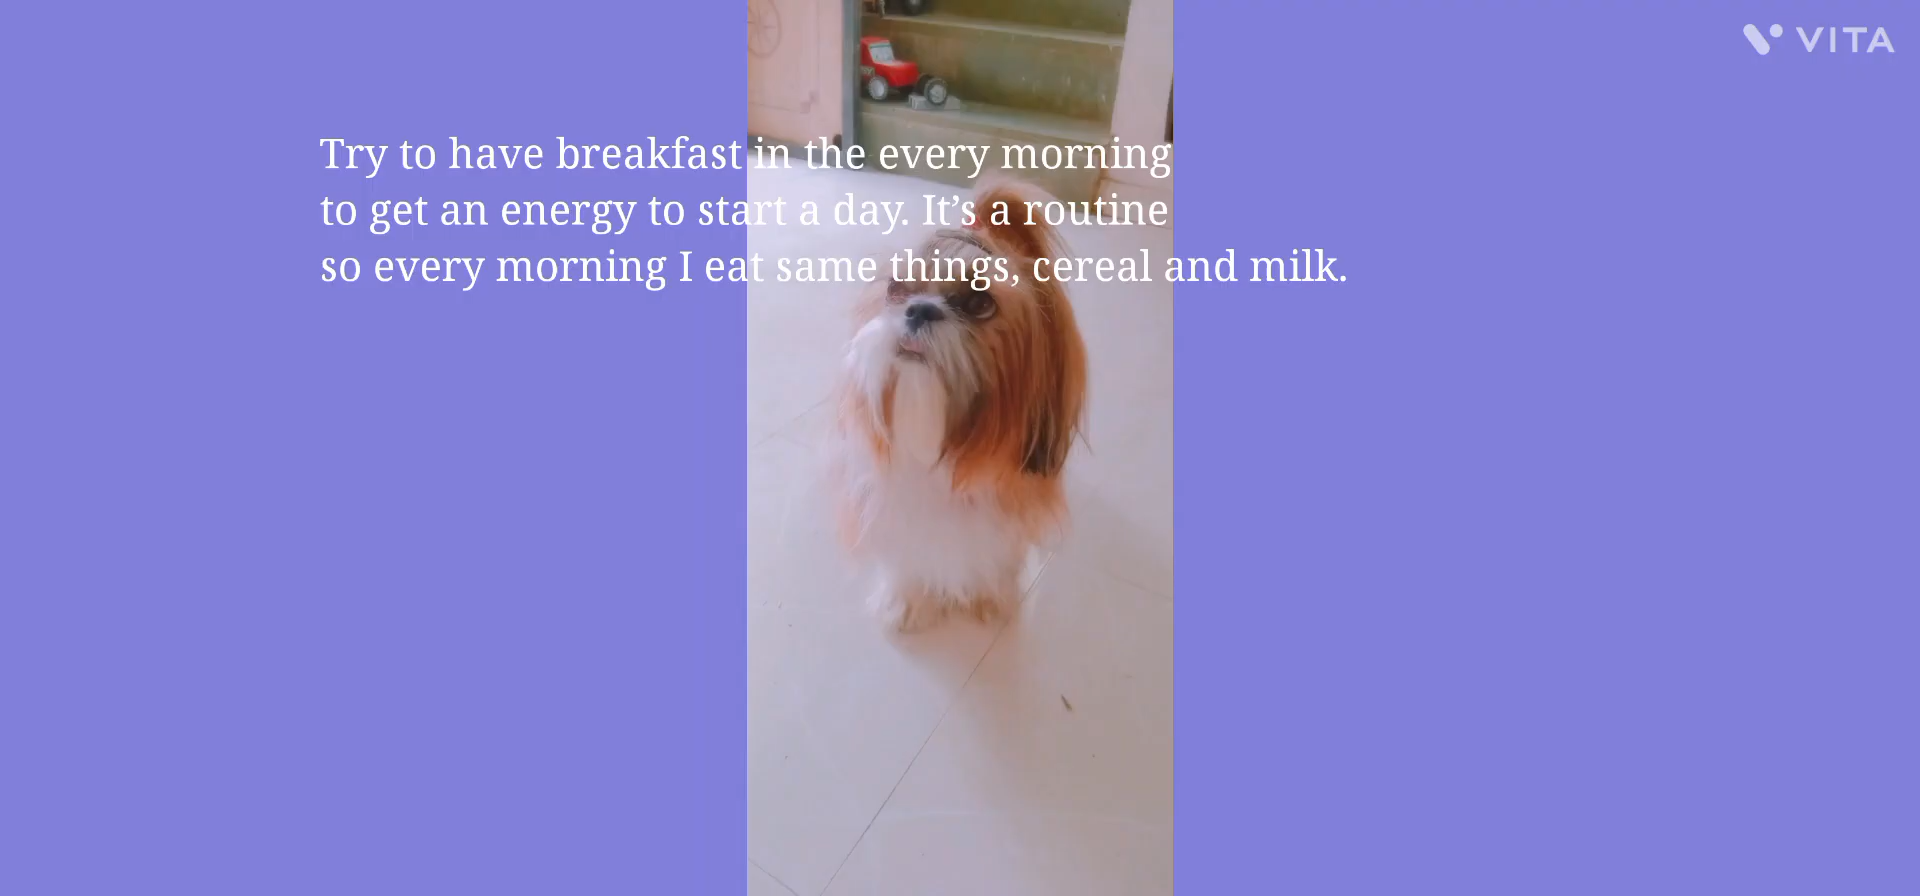 VITA
Try to have breakfast in the every morning
to get an energy to start a day. It’s a routine
so every morning I eat same things, cereal and milk.